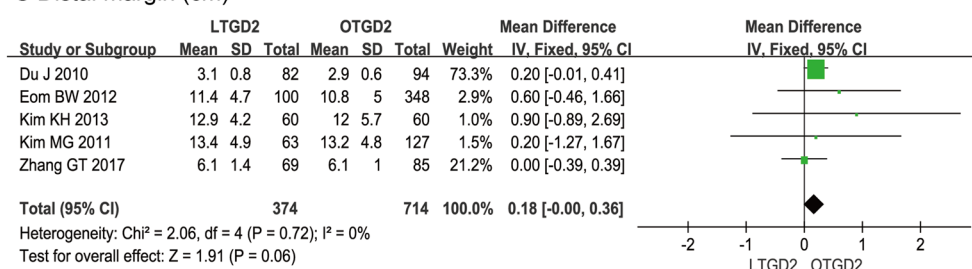 LTGD2 OTGD2 Mean Difference Mean Difference
Study or Subgroup Mean SD Total Mean SD Total Weight IV, Fixed, 95% CI IV, Fixed, 95% CI
Du J 2010 3.1 0.8 82 2.9 0.6 94 73.3% 0.20 [-0.01, 0.41]
Eom BW 2012 11.4 4.7 100 10.8 5 348 2.9% 0.60 [-0.46, 1.66]
Kim KH 2013 12.9 4.2 60 12 5.7 60 1.0% 0.90 [-0.89, 2.69]
Kim MG 2011 13.4 4.9 63 13.2 4.8 127 1.5% 0.20 [-1.27, 1.67]
Zhang GT 2017 6.1 1.4 69 6.1 1 85 21.2% 0.00 [-0.39, 0.39]
Total (95% CI) 374 714 100.0% 0.18 [-0.00, 0.36]
Heterogeneity: Chi² = 2.06, df = 4 (P = 0.72); I² = 0%
Test for overall effect: Z = 1.91 (P = 0.06)
-2 -1 0 1 2
LTGD2 OTGD2